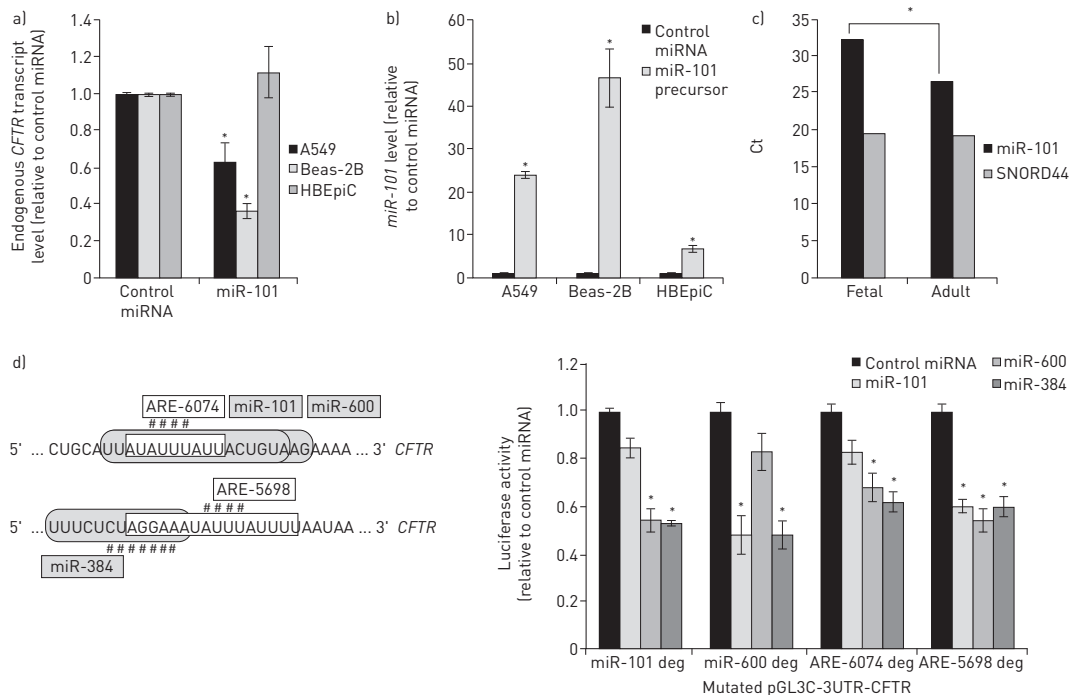 a)
1.4
1.2
1.0
0.8
0.6
0.4
0.2
0
Endogenous CFTR transcript
level (relative to control miRNA)
Control
miRNA
miR-101
*
*
A549
Beas-2B
HBEpiC
b)
60
50
40
30
20
10
0
miR-101 level (relative
to control miRNA)
Control
miRNA
miR-101
precursor
*
*
*
A549
Beas-2B
HBEpiC
c)
35
30
25
20
15
10
5
0
Ct
*
miR-101
SNORD44
Fetal
Adult
d)
ARE-6074 miR-101 miR-600
# # # #
5' ... CUGCAUUAUAUUUAUUACUGUAAGAAAA ... 3' CFTR
ARE-5698
# # # #
5' ...UUUCUCUAGGAAAUAUUUAUUUUAAUAA ... 3' CFTR
# # # # # # #
miR-384
1.2
1.0
0.8
0.6
0.4
0.2
0
Luciferase activity
(relative to control miRNA)
Control miRNA
miR-101
miR-600
miR-384
* *
* *
* *
* * *
miR-101 deg miR-600 deg ARE-6074 deg ARE-5698 deg
Mutated pGL3C-3UTR-CFTR